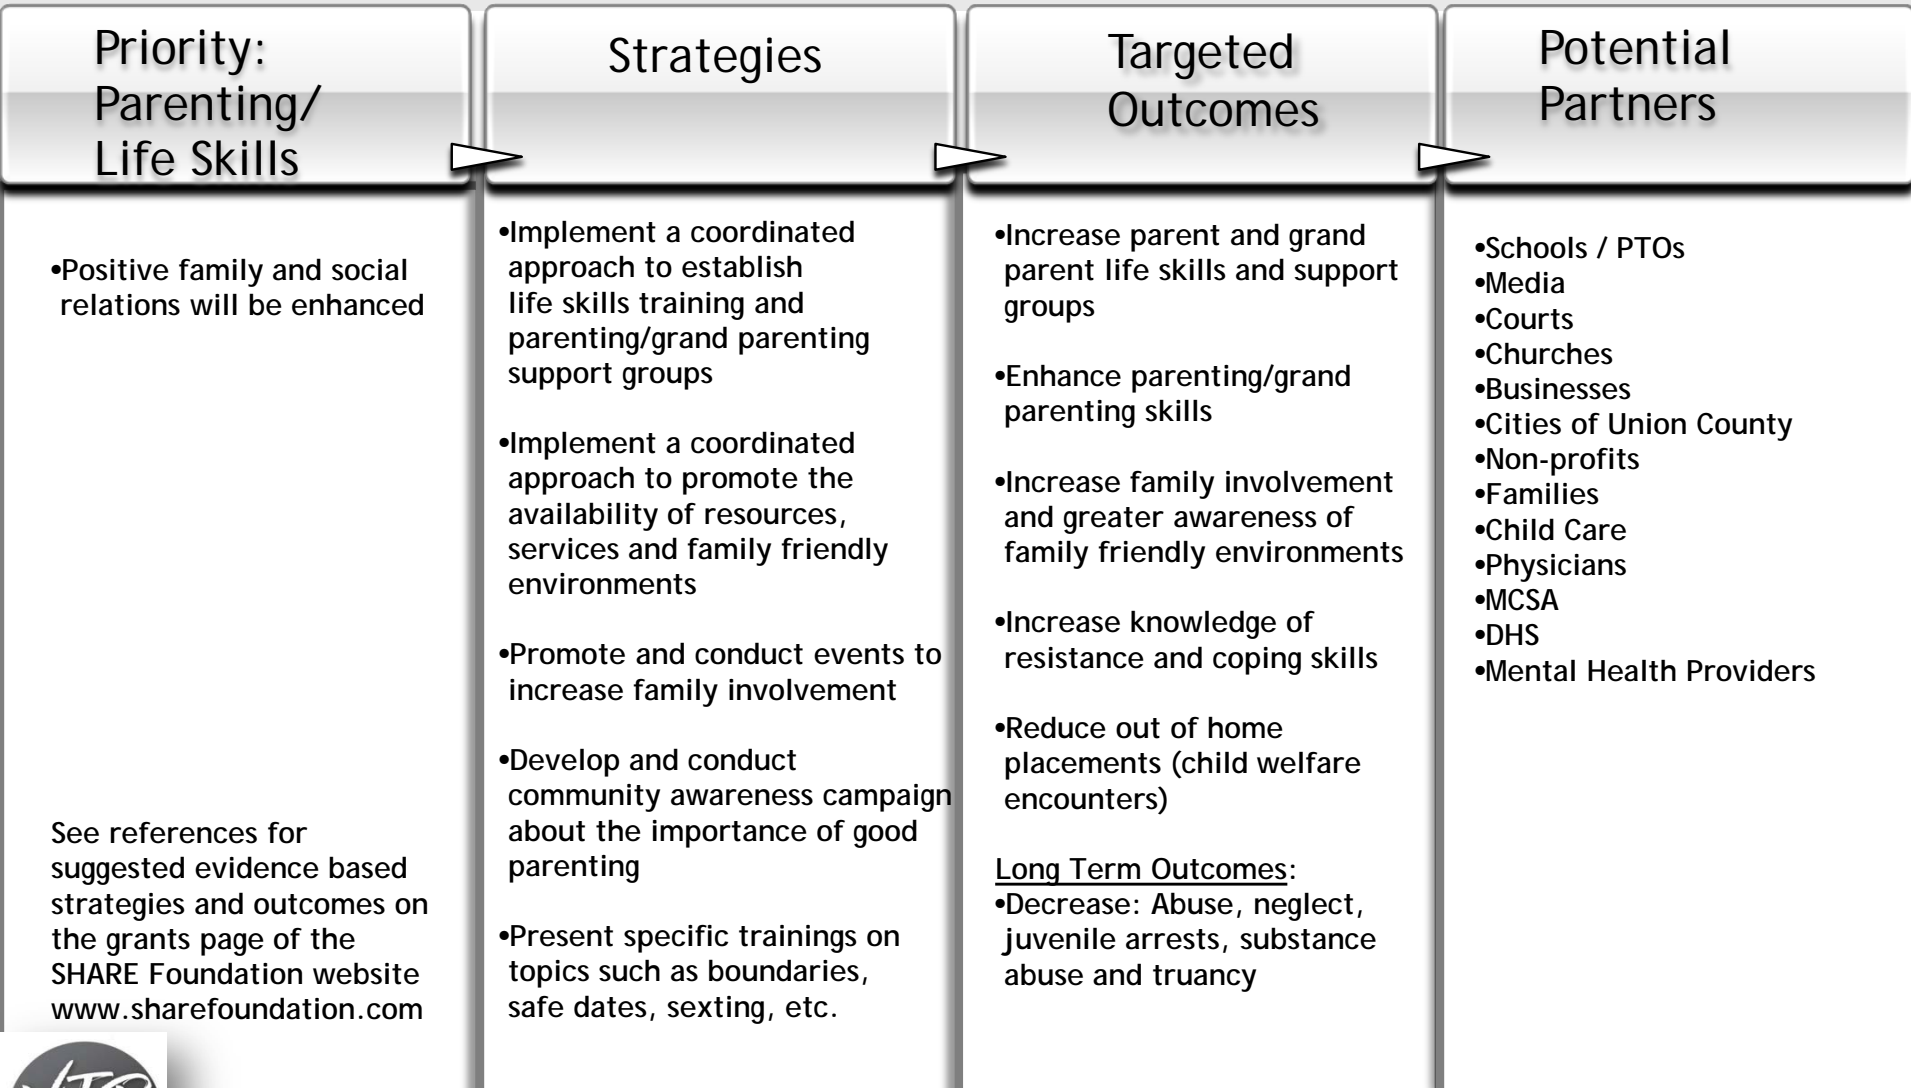 Priority:
Parenting/
Life Skills
•Positive family and social
relations will be enhanced
See references for
suggested evidence based
strategies and outcomes on
the grants page of the
SHARE Foundation website
www.sharefoundation.com
Strategies
•Implement a coordinated
approach to establish
life skills training and
parenting/grand parenting
support groups
•Implement a coordinated
approach to promote the
availability of resources,
services and family friendly
environments
•Promote and conduct events to
increase family involvement
•Develop and conduct
community awareness campaign
about the importance of good
parenting
•Present specific trainings on
topics such as boundaries,
safe dates, sexting, etc.
Targeted
Outcomes
•Increase parent and grand
parent life skills and support
groups
•Enhance parenting/grand
parenting skills
•Increase family involvement
and greater awareness of
family friendly environments
•Increase knowledge of
resistance and coping skills
•Reduce out of home
placements (child welfare
encounters)
Long Term Outcomes:
•Decrease: Abuse, neglect,
juvenile arrests, substance
abuse and truancy
Potential
Partners
•Schools / PTOs
•Media
•Courts
•Churches
•Businesses
•Cities of Union County
•Non-profits
•Families
•Child Care
•Physicians
•MCSA
•DHS
•Mental Health Providers